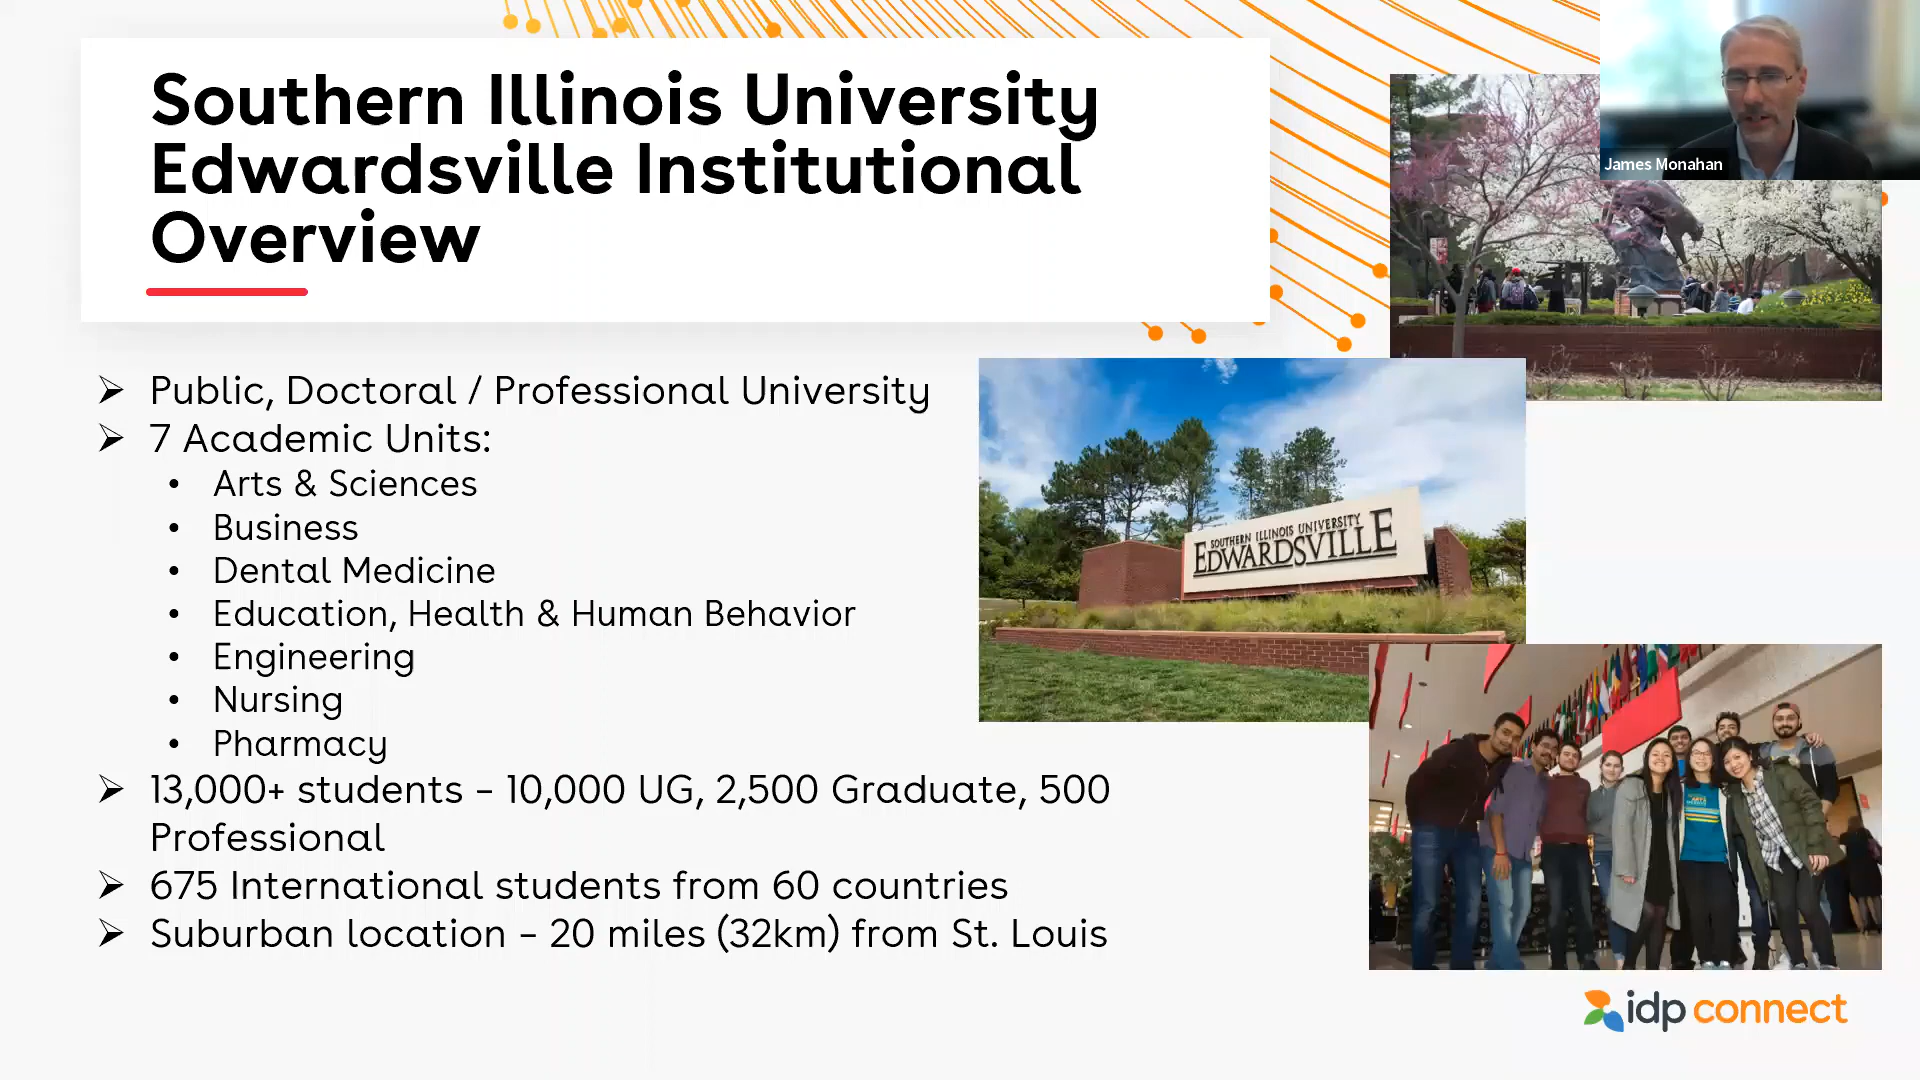 Southern Illinois University
Edwardsville Institutional
Overview
James Monahan
➢ Public, Doctoral / Professional University
➢ 7 Academic Units:
• Arts & Sciences
• Business
• Dental Medicine
• Education, Health & Human Behavior
• Engineering
• Nursing
• Pharmacy
➢ 13,000+ students – 10,000 UG, 2,500 Graduate, 500
Professional
➢ 675 International students from 60 countries
➢ Suburban location – 20 miles (32km) from St. Louis
SOUTHERN ILLINOIS UNIVERSITY
EDWARDSVILLE
idp connect